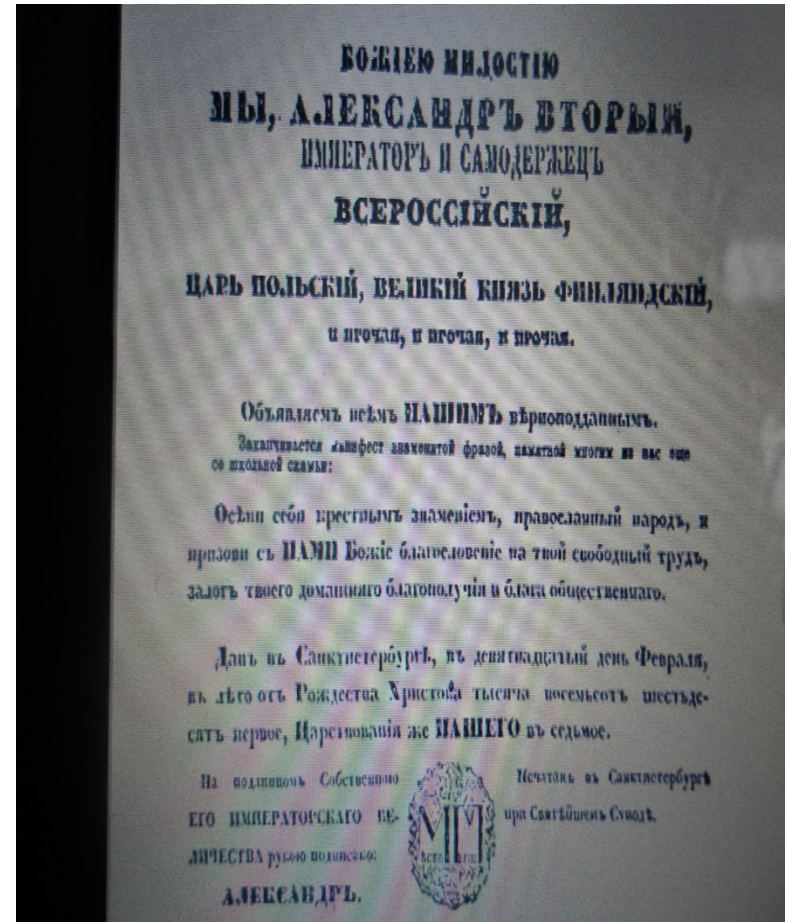 БОЖІЕЮ МИЛОСТІЮ
МЫ, АЛЕКСАНДРЪ ВТОРЫЙ,
ИМПЕРАТОРЪ И САМОДЕРЖЕЦЪ
ВСЕРОССІЙСКІЙ,
ЦАРЬ ПОЛЬСКІЙ, ВЕЛИКІЙ КНЯЗЬ ФИНЛЯНДСКІЙ,
и прочая, и прочая, и прочая.
Объявляемъ всѣмъ НАШИМЪ вѣрноподданнымъ.
Заканчивается манифест знаменитой фразой, памятной многим из вас еще
со школьной скамьи:
Осѣни себя крестнымъ знаменіемъ, православный народъ, и
призови съ НАМИ Божіе благословеніе на твой свободный трудъ,
залогъ твоего домашняго благополучія и блага общественнаго.
Данъ въ Санктпетербургѣ, въ девятнадцатый день Февраля,
въ лѣто отъ Рождества Христова тысяча восемьсотъ шестьде-
сятъ первое, Царствованія же НАШЕГО въ седьмое.
На подлинномъ Собственною
ЕГО ИМПЕРАТОРСКАГО ВЕ-
ЛИЧЕСТВА рукою подписано:
АЛЕКСАНДРЪ.
Печатанъ въ Санктпетербургѣ
при Святѣйшемъ Сѵнодѣ.